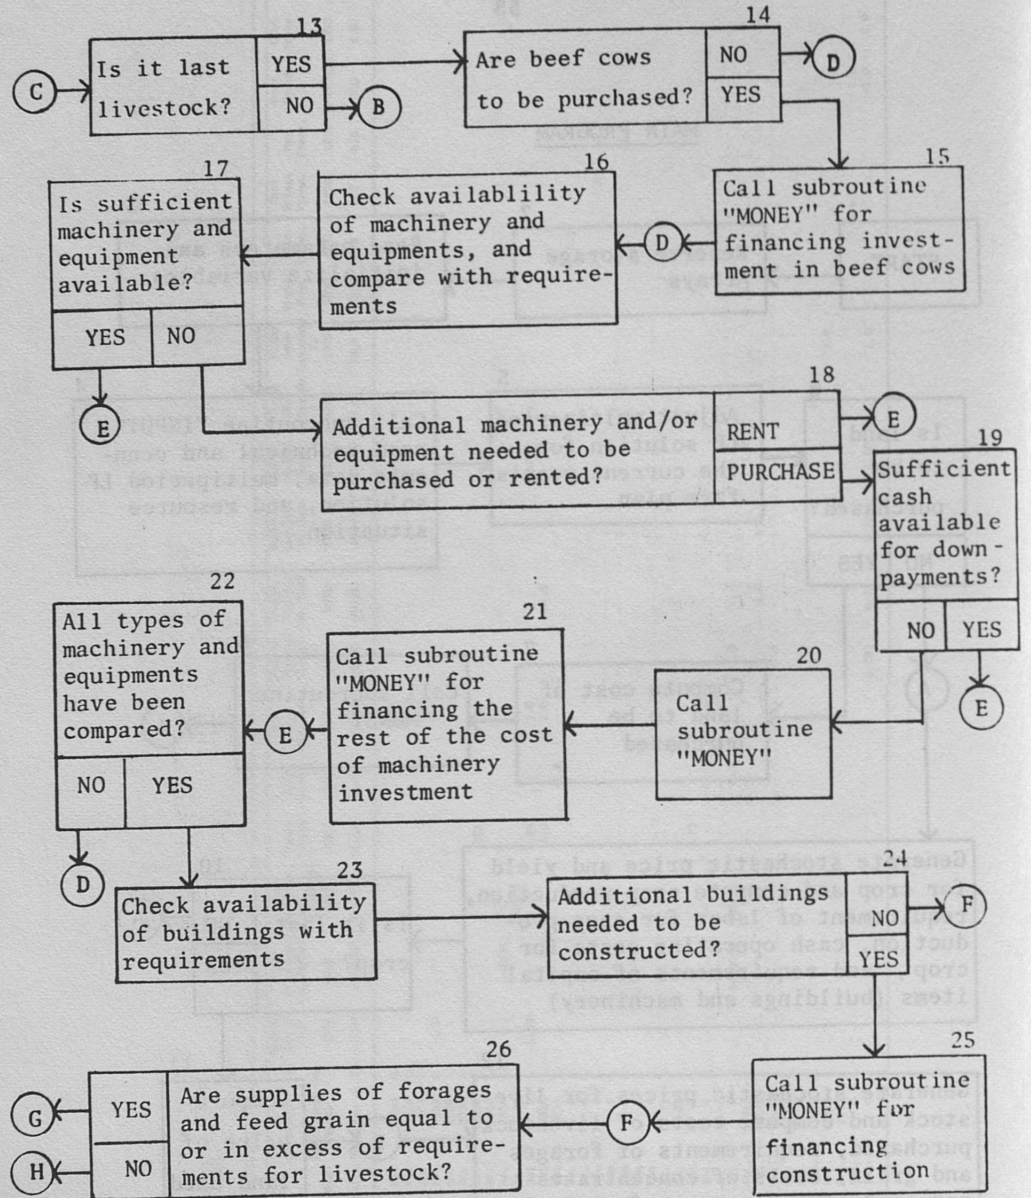 13
Is it last
livestock?
YES
NO
C
B
14
Are beef cows
to be purchased?
NO
YES
D
15
Call subroutine
"MONEY" for
financing invest-
ment in beef cows
D
16
Check availablility
of machinery and
equipments, and
compare with require-
ments
17
Is sufficient
machinery and
equipment
available?
YES NO
E
18
Additional machinery and/or
equipment needed to be
purchased or rented?
RENT
PURCHASE
E
19
Sufficient
cash
available
for down-
payments?
NO YES
E
20
Call
subroutine
"MONEY"
21
Call subroutine
"MONEY" for
financing the
rest of the cost
of machinery
investment
E
22
All types of
machinery and
equipments
have been
compared?
NO YES
D
23
Check availability
of buildings with
requirements
24
Additional buildings
needed to be
constructed?
NO
YES
F
25
Call subroutine
"MONEY" for
financing
construction
F
26
Are supplies of forages
and feed grain equal to
or in excess of require-
ments for livestock?
YES
NO
G
H
MAIN PROGRAM